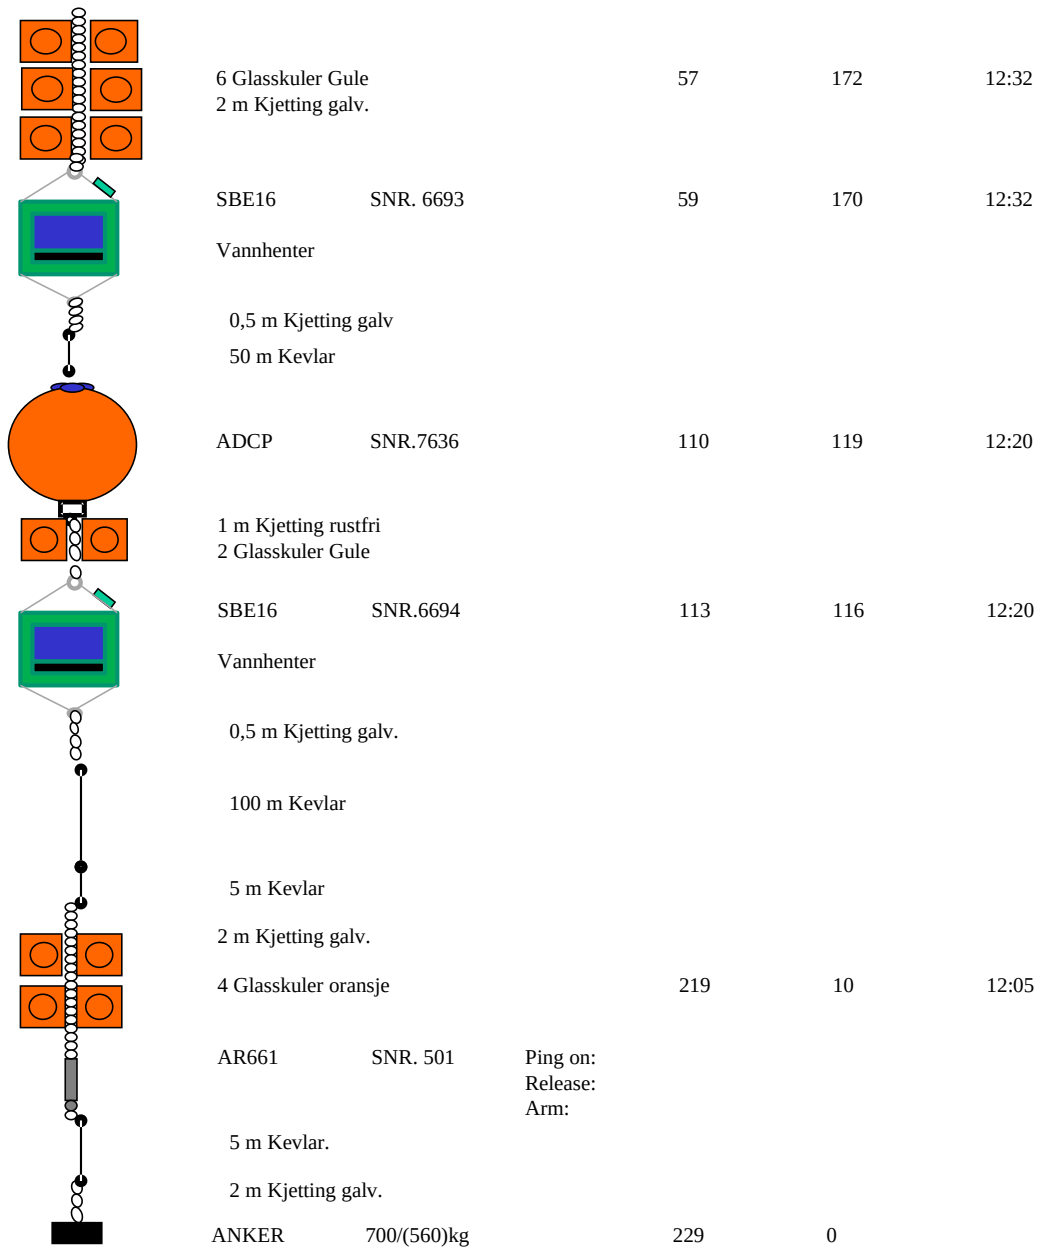 6 Glasskuler Gule 57 172 12:32
2 m Kjetting galv.
SBE16 SNR. 6693 59 170 12:32
Vannhenter
0,5 m Kjetting galv
50 m Kevlar
ADCP SNR.7636 110 119 12:20
1 m Kjetting rustfri
2 Glasskuler Gule
SBE16 SNR.6694 113 116 12:20
Vannhenter
0,5 m Kjetting galv.
100 m Kevlar
5 m Kevlar
2 m Kjetting galv.
4 Glasskuler oransje 219 10 12:05
AR661 SNR. 501 Ping on:
Release:
Arm:
5 m Kevlar.
2 m Kjetting galv.
ANKER 700/(560)kg 229 0